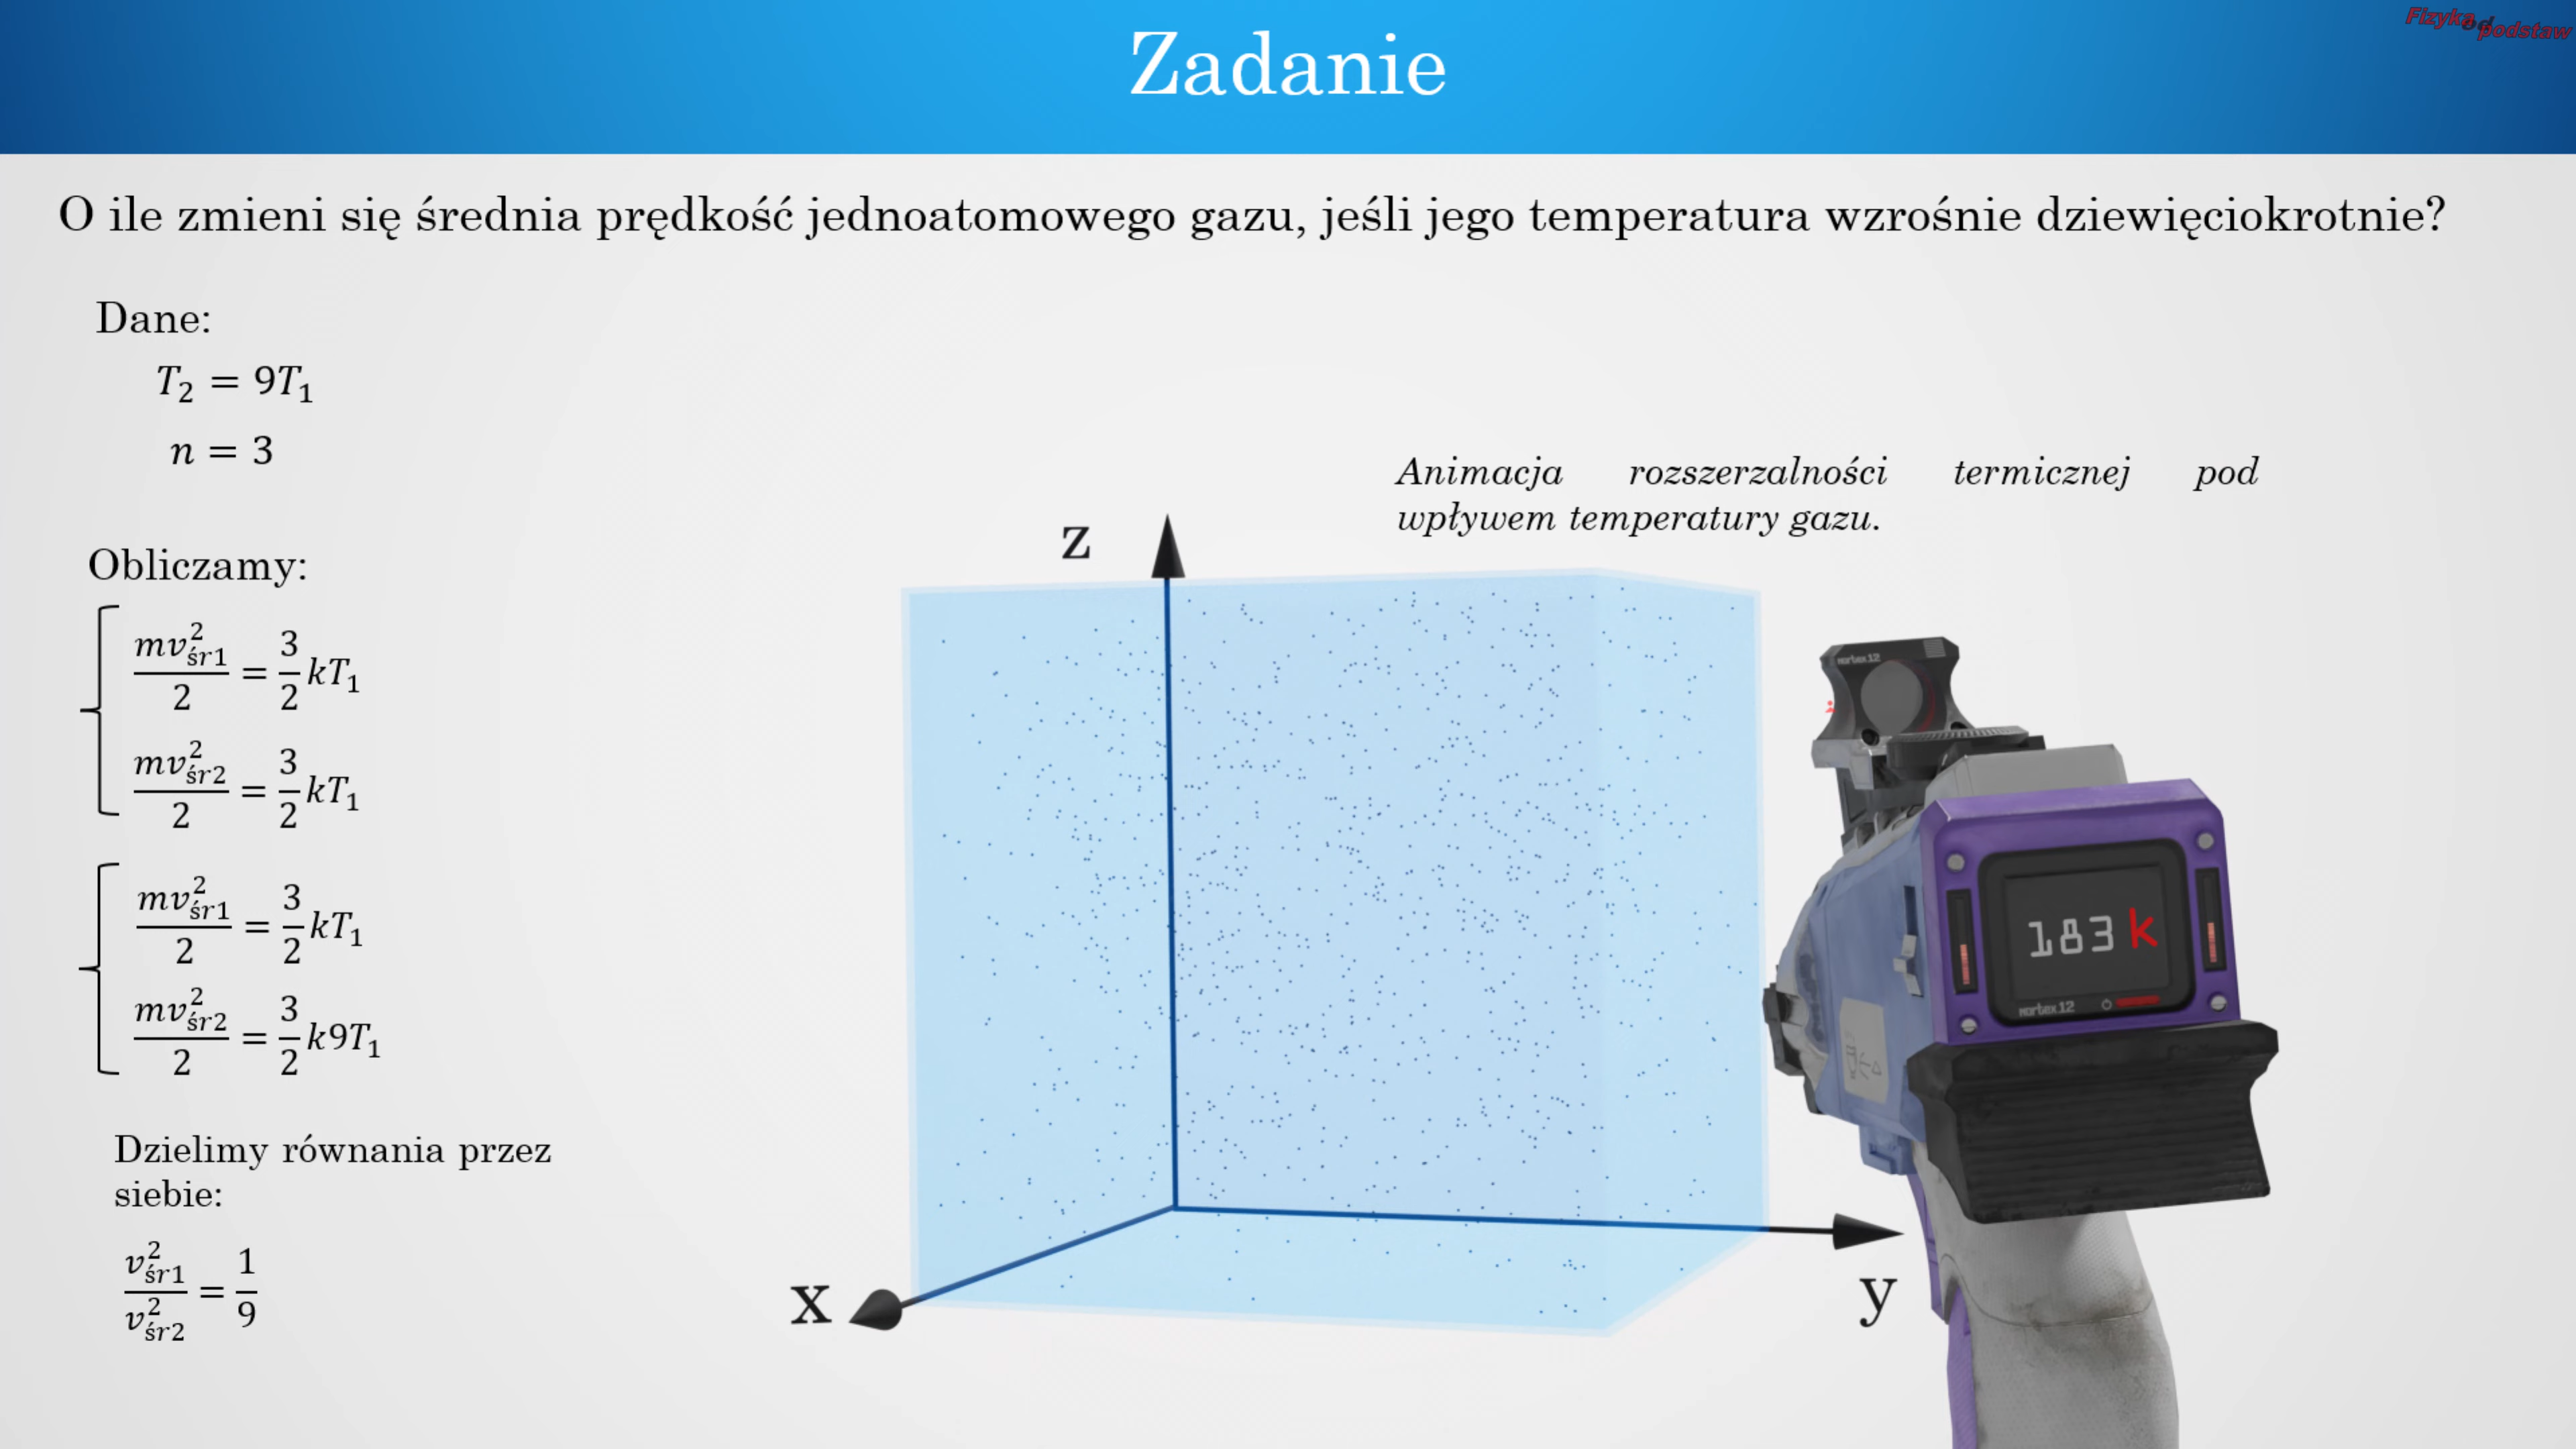 Fizyka od podstaw
Zadanie
O ile zmieni się średnia prędkość jednoatomowego gazu, jeśli jego temperatura wzrośnie dziewięciokrotnie?
Dane:
T₂ = 9T₁
n = 3
Obliczamy:
mv²śr1/2 = 3/2 kT₁
mv²śr2/2 = 3/2 kT₁
mv²śr1/2 = 3/2 kT₁
mv²śr2/2 = 3/2 k9T₁
Dzielimy równania przez
siebie:
v²śr1/v²śr2 = 1/9
Animacja rozszerzalności termicznej pod
wpływem temperatury gazu.
z
x
y
nortex12
183 k
nortex12